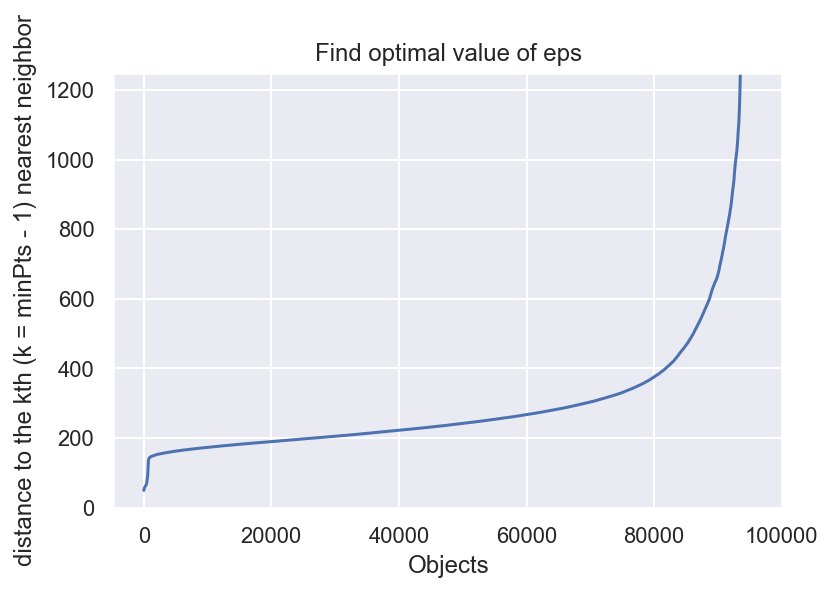 Find optimal value of eps
distance to the kth (k = minPts - 1) nearest neighbor
1200
1000
800
600
400
200
0
0 20000 40000 60000 80000 100000
Objects